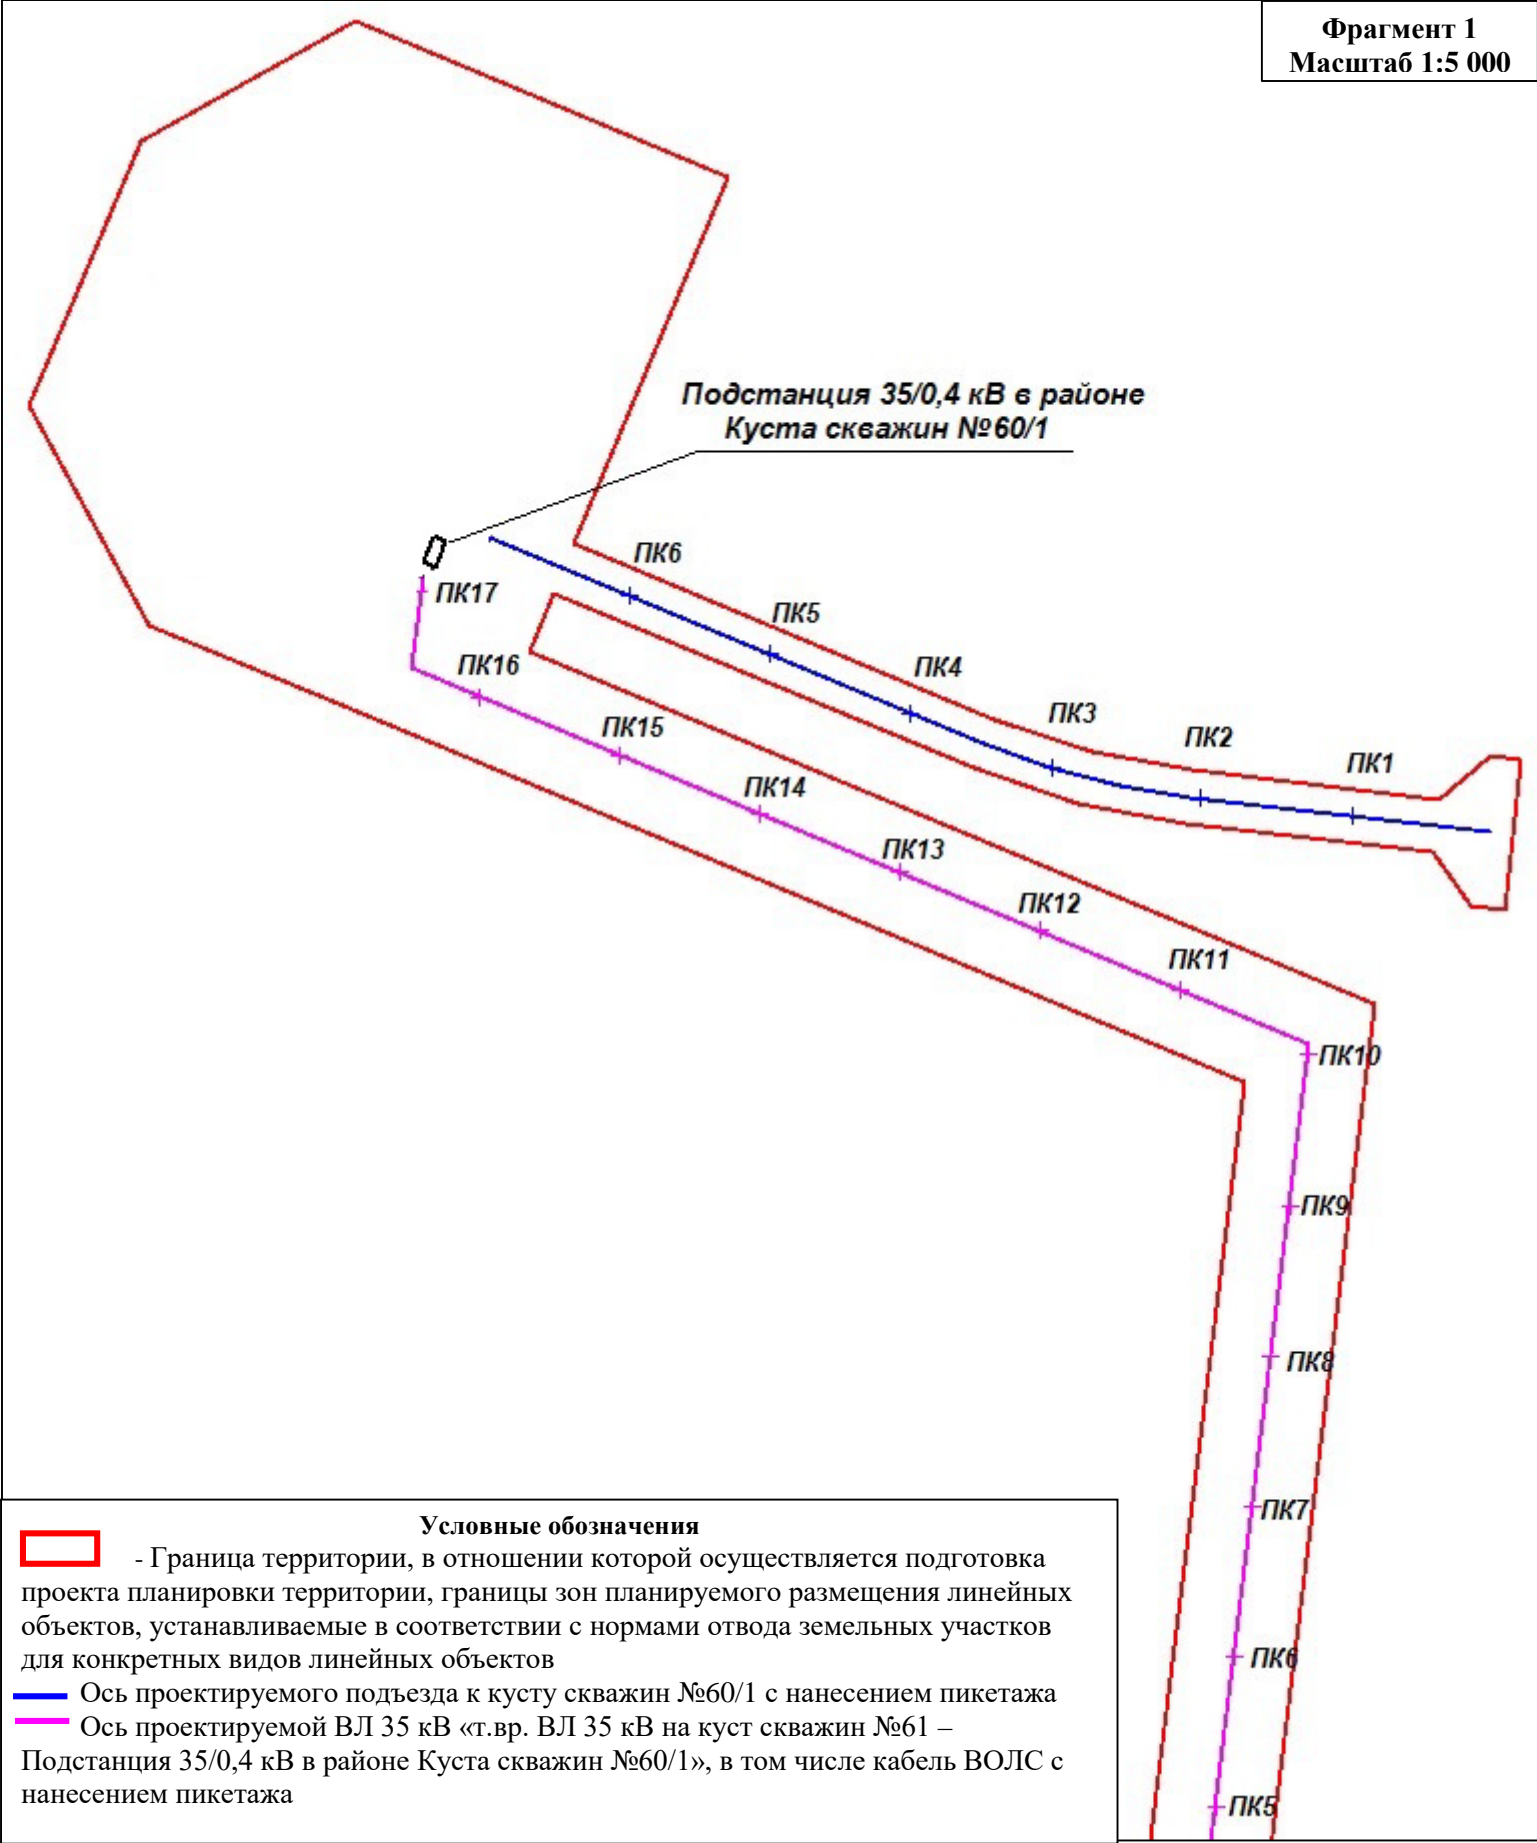 Фрагмент 1
Масштаб 1:5 000
Подстанция 35/0,4 кВ в районе
Куста скважин №60/1
ПК6
ПК17
ПК5
ПК16
ПК4
ПК3
ПК15
ПК2
ПК1
ПК14
ПК13
ПК12
ПК11
ПК10
ПК9
ПК8
ПК7
ПК6
ПК5
Условные обозначения
- Граница территории, в отношении которой осуществляется подготовка
проекта планировки территории, границы зон планируемого размещения линейных
объектов, устанавливаемые в соответствии с нормами отвода земельных участков
для конкретных видов линейных объектов
Ось проектируемого подъезда к кусту скважин №60/1 с нанесением пикетажа
Ось проектируемой ВЛ 35 кВ «т.вр. ВЛ 35 кВ на куст скважин №61 –
Подстанция 35/0,4 кВ в районе Куста скважин №60/1», в том числе кабель ВОЛС с
нанесением пикетажа